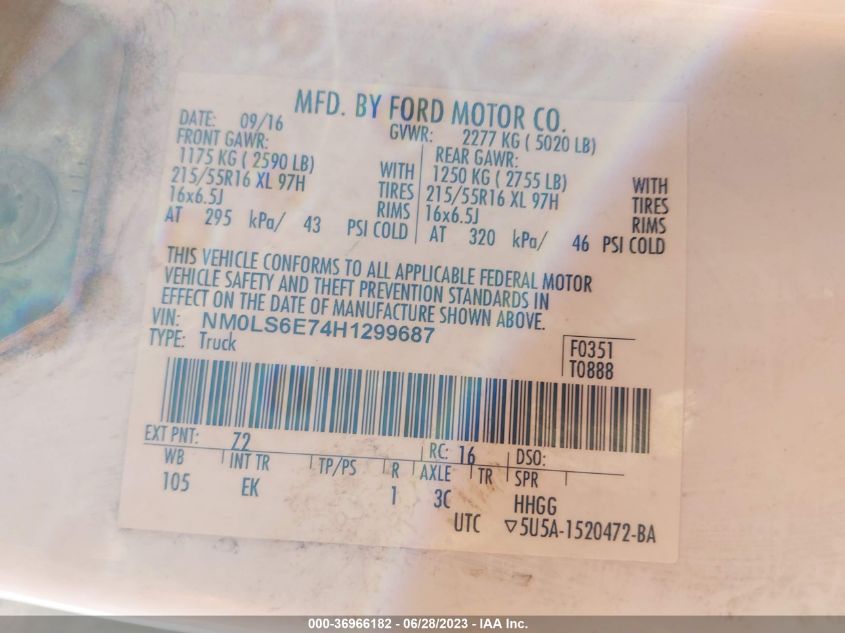 MFD. BY FORD MOTOR CO.
DATE: 09/16 GVWR: 2277 KG ( 5020 LB)
FRONT GAWR: REAR GAWR:
1175 KG ( 2590 LB) WITH 1250 KG ( 2755 LB) WITH
215/55R16 XL 97H TIRES 215/55R16 XL 97H TIRES
16x6.5J RIMS 16x6.5J RIMS
AT 295 kPa/ 43 PSI COLD AT 320 kPa/ 46 PSI COLD
THIS VEHICLE CONFORMS TO ALL APPLICABLE FEDERAL MOTOR
VEHICLE SAFETY AND THEFT PREVENTION STANDARDS IN
EFFECT ON THE DATE OF MANUFACTURE SHOWN ABOVE.
VIN: NM0LS6E74H1299687
TYPE: Truck
F0351
T0888
EXT PNT: Z2 RC: 16 DSO:
WB INT TR TP/PS R AXLE TR SPR
105 EK 1 3C HHGG
UTC ▽5U5A-1520472-BA
000-36966182 - 06/28/2023 - IAA Inc.